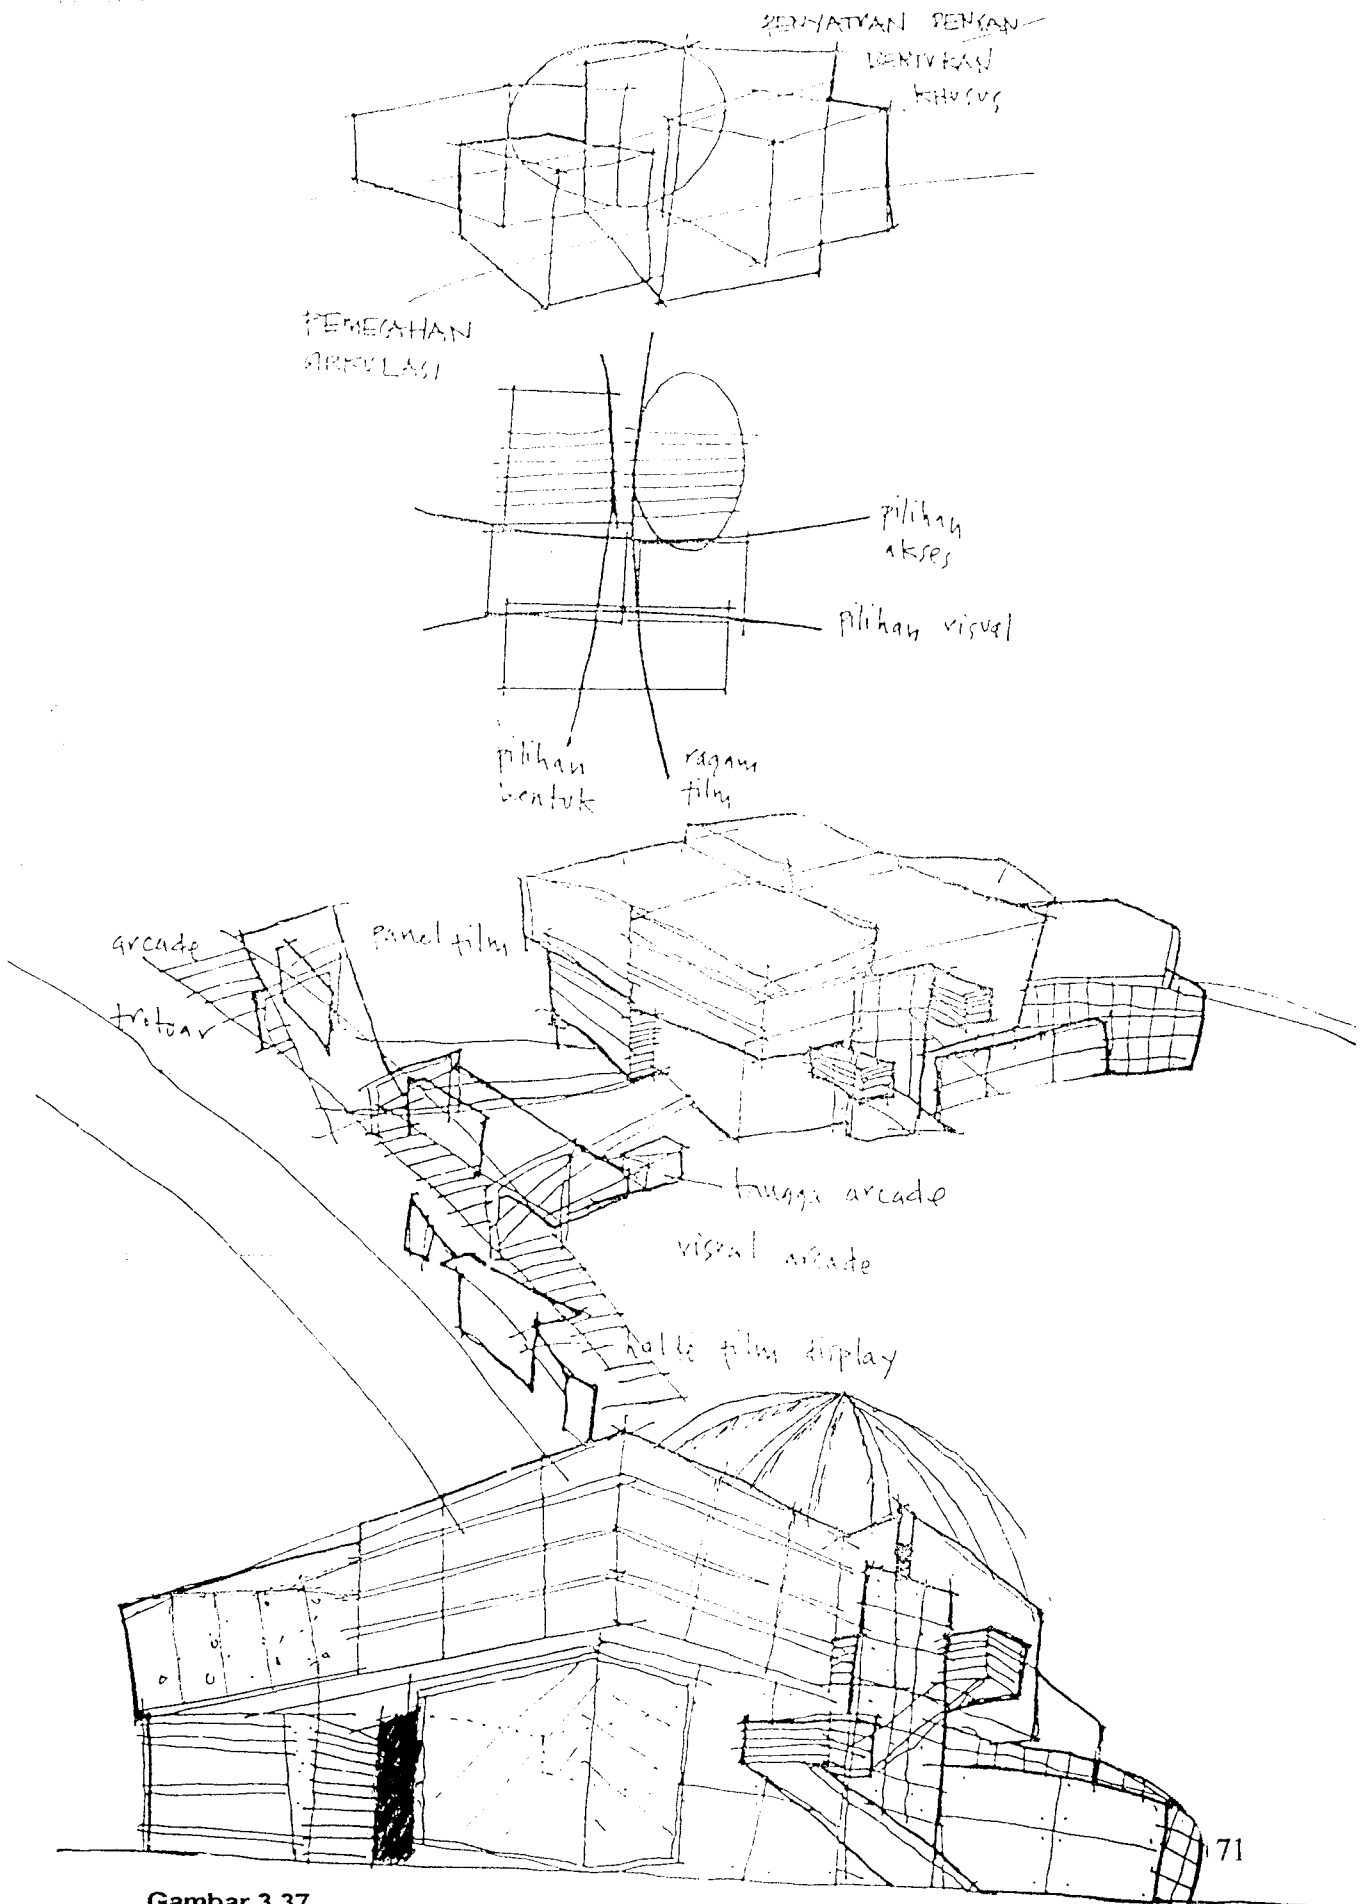 PENYATUAN DENGAN
BENTUKAN
KHUSUS
PEMECAHAN
SIRKULASI
pilihan
akses
pilihan visual
pilihan
bentuk
ragam
film
arcade
panel film
trotoar
tangga arcade
visual arcade
halte film display
71
Gambar 3.37